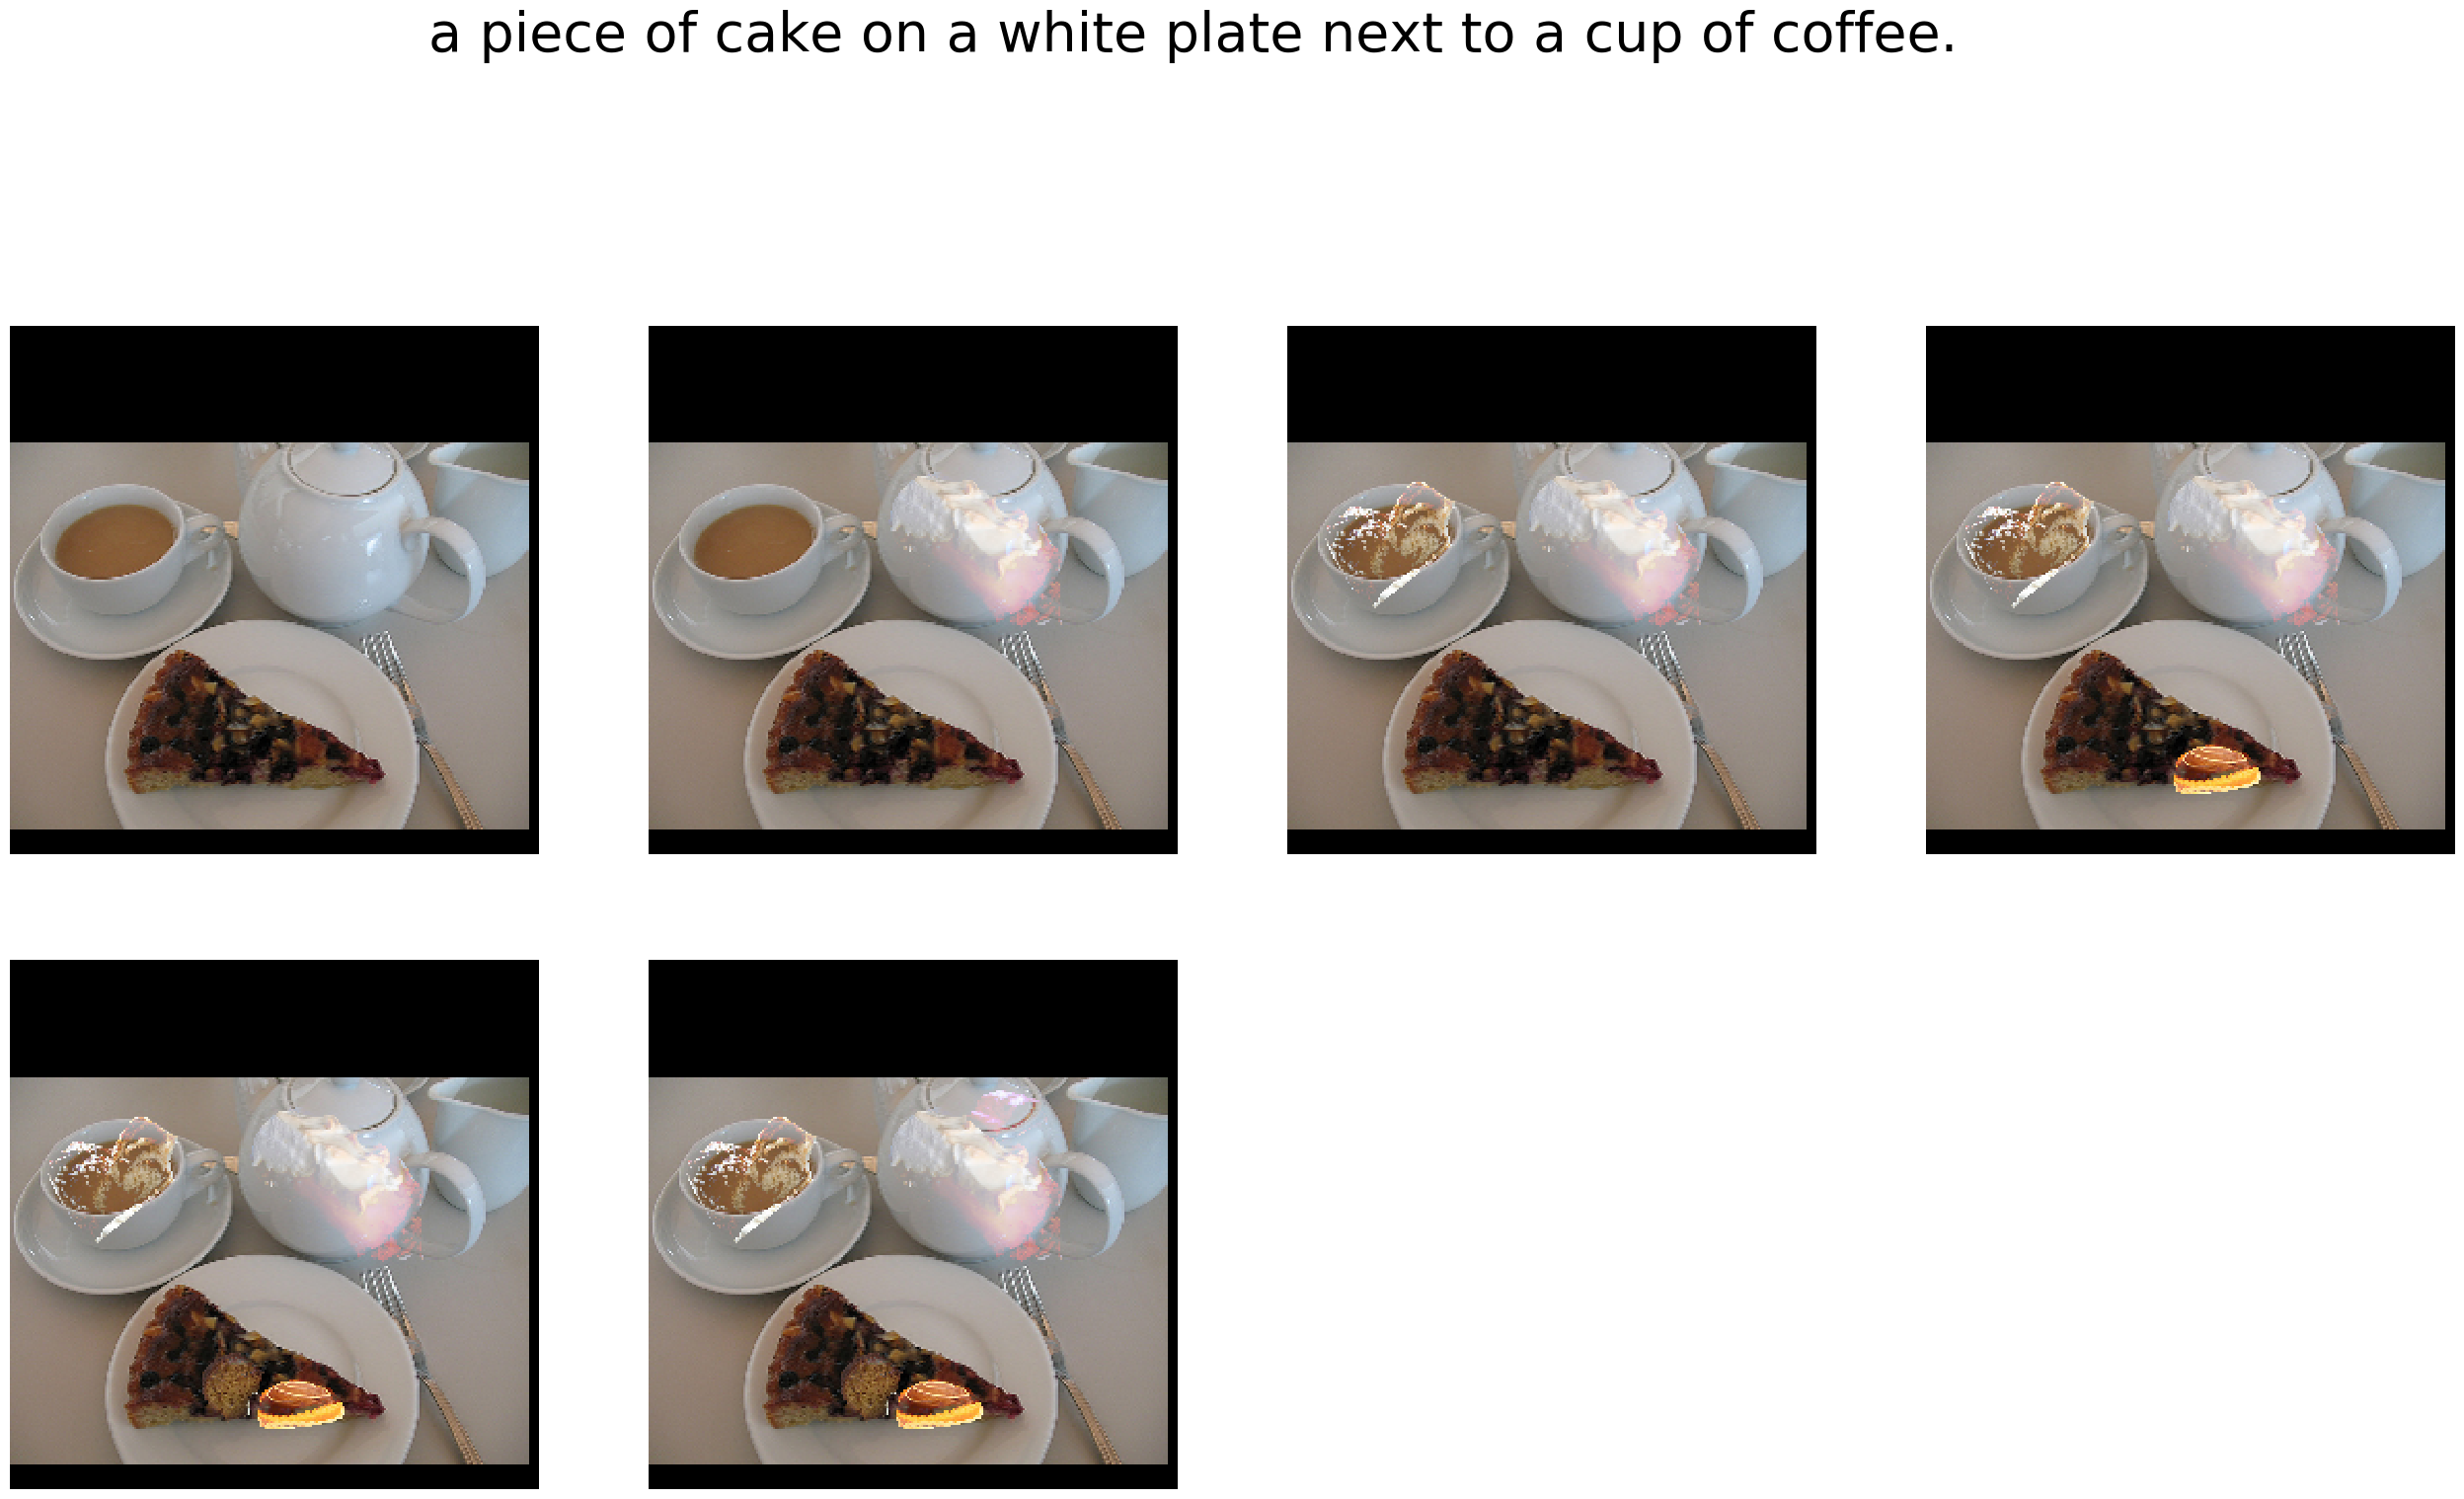 a piece of cake on a white plate next to a cup of coffee.